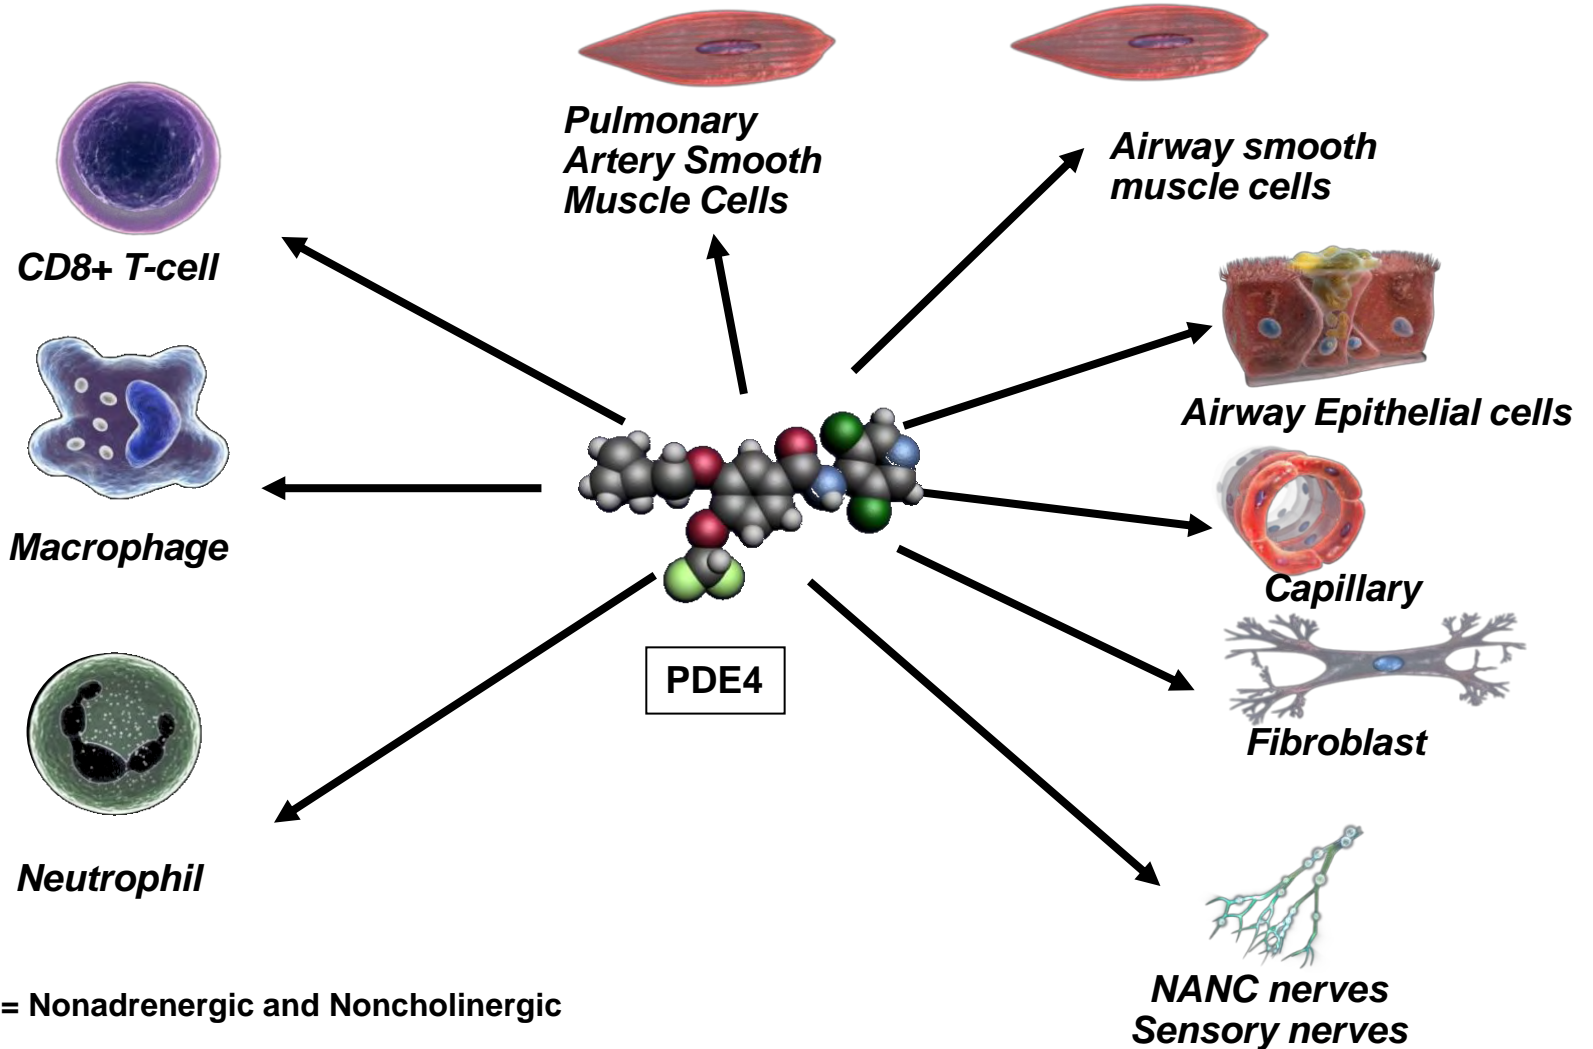 Pulmonary
Artery Smooth
Muscle Cells
Airway smooth
muscle cells
CD8+ T-cell
Airway Epithelial cells
Macrophage
Capillary
PDE4
Fibroblast
Neutrophil
NANC nerves
Sensory nerves
= Nonadrenergic and Noncholinergic